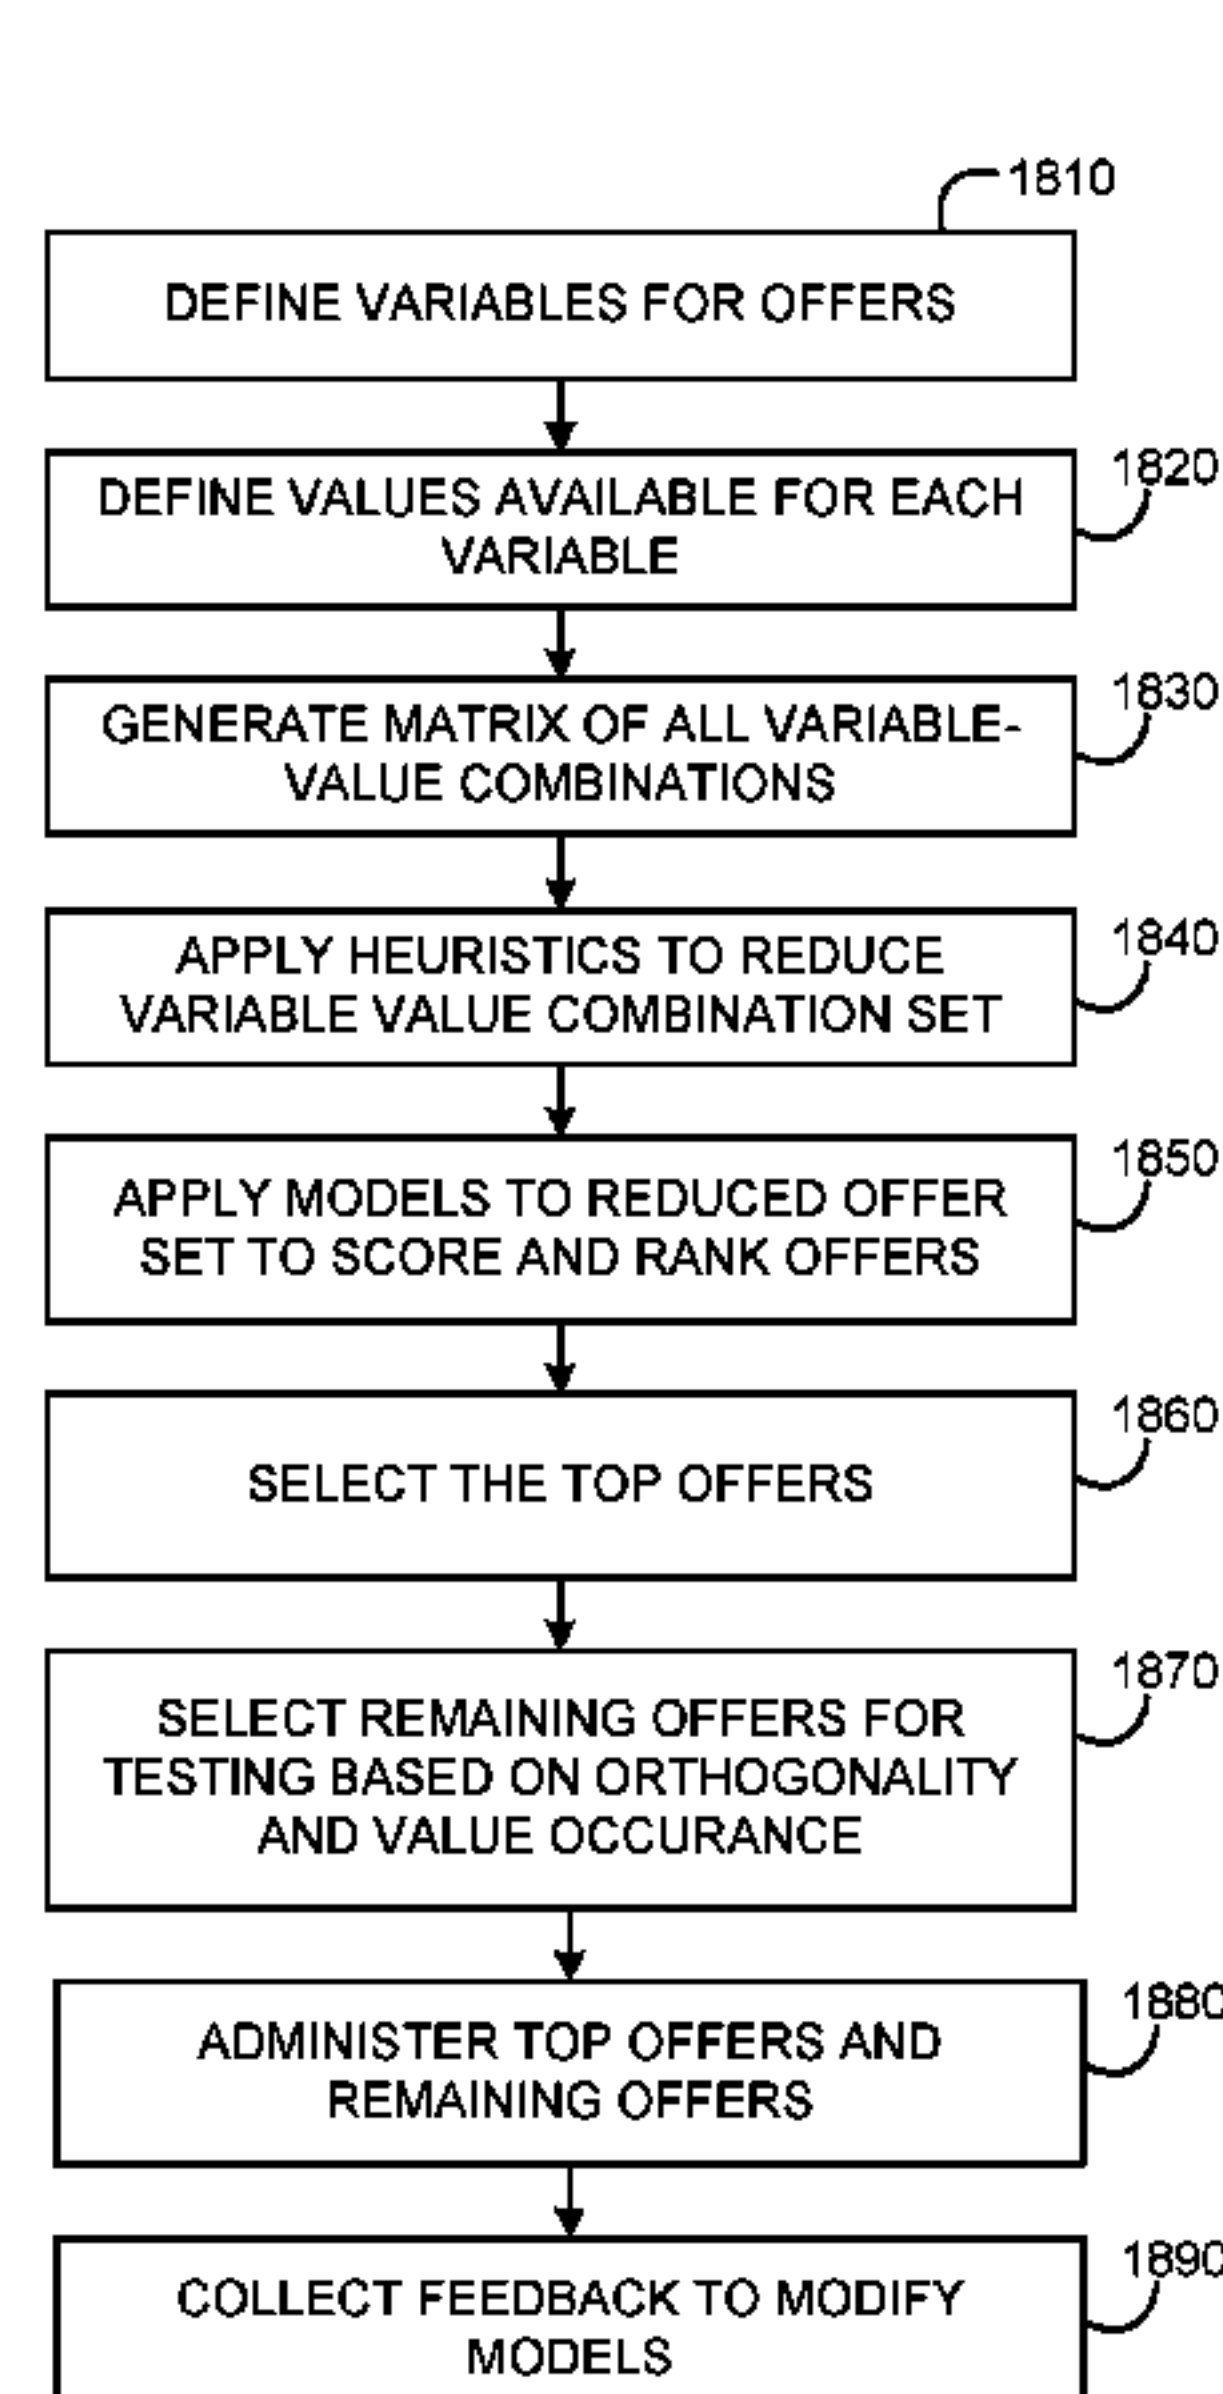 1810
DEFINE VARIABLES FOR OFFERS
1820
DEFINE VALUES AVAILABLE FOR EACH
VARIABLE
1830
GENERATE MATRIX OF ALL VARIABLE-
VALUE COMBINATIONS
1840
APPLY HEURISTICS TO REDUCE
VARIABLE VALUE COMBINATION SET
1850
APPLY MODELS TO REDUCED OFFER
SET TO SCORE AND RANK OFFERS
1860
SELECT THE TOP OFFERS
1870
SELECT REMAINING OFFERS FOR
TESTING BASED ON ORTHOGONALITY
AND VALUE OCCURANCE
1880
ADMINISTER TOP OFFERS AND
REMAINING OFFERS
1890
COLLECT FEEDBACK TO MODIFY
MODELS